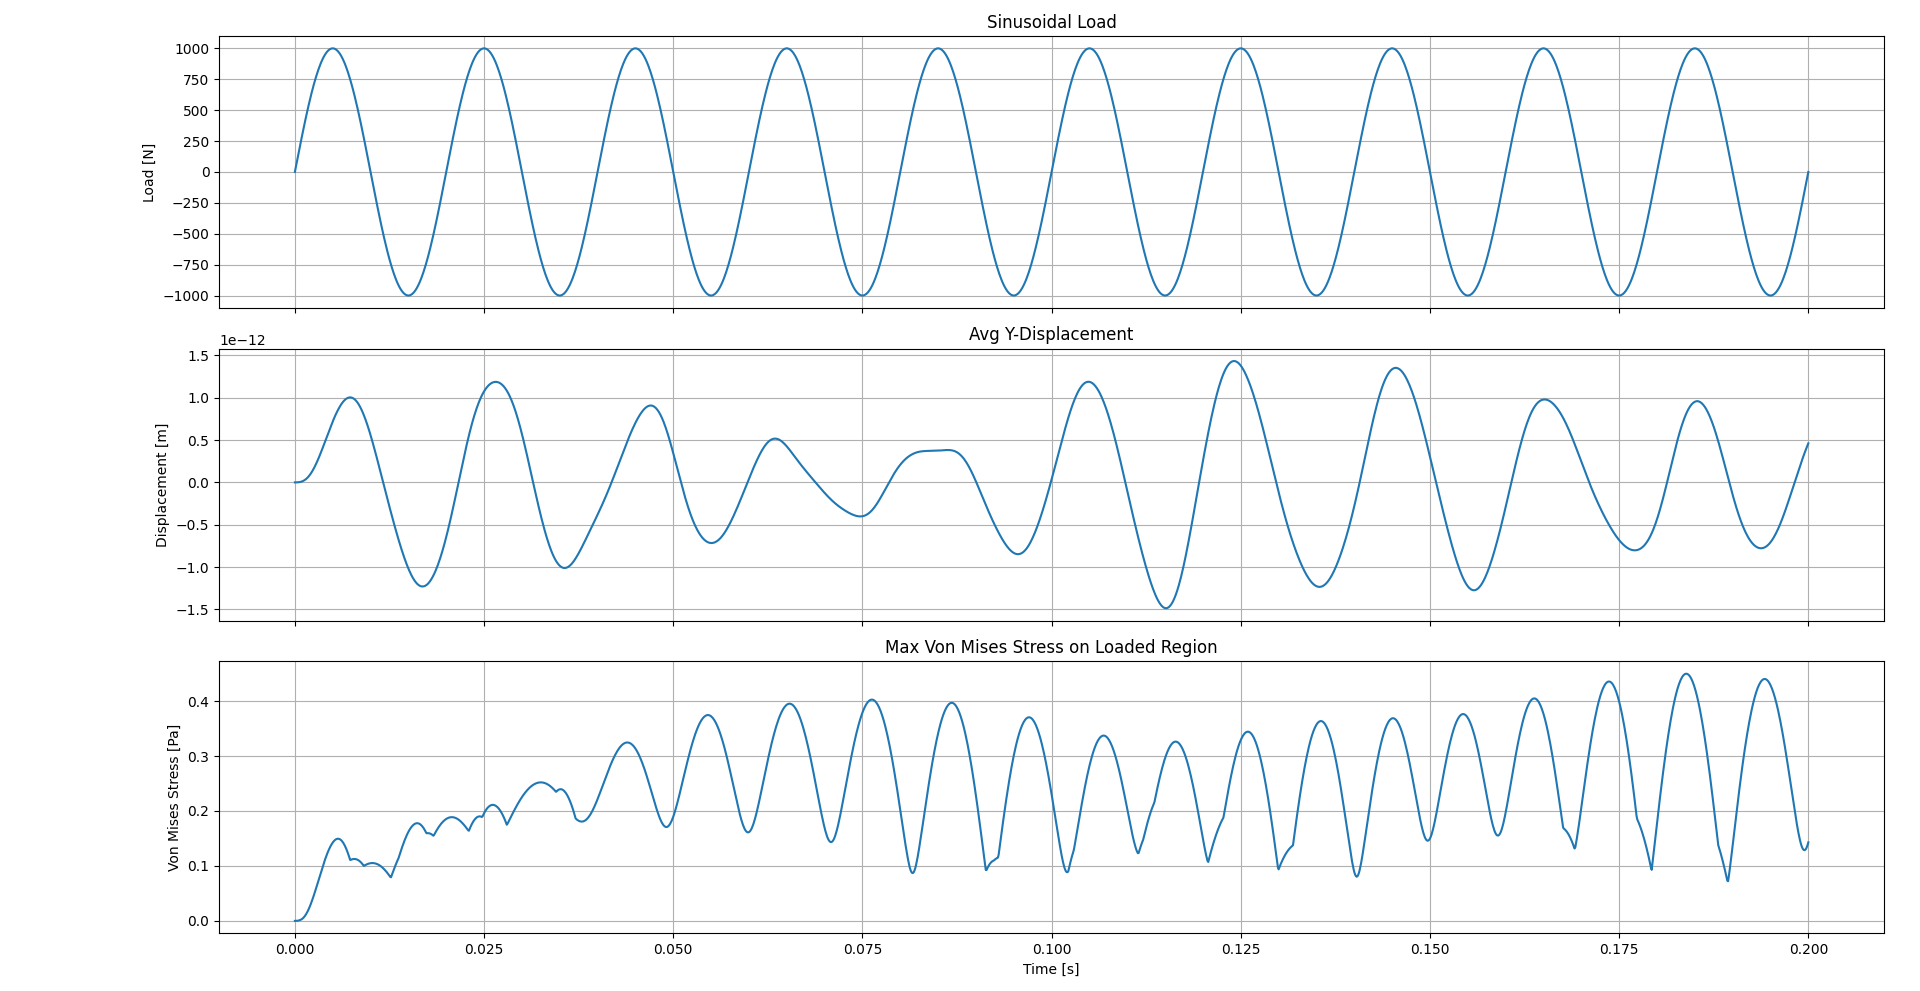 Sinusoidal Load
1000
750
500
250
0
−250
−500
−750
−1000
Load [N]
1e−12
Avg Y-Displacement
1.5
1.0
0.5
0.0
−0.5
−1.0
−1.5
Displacement [m]
Max Von Mises Stress on Loaded Region
0.4
0.3
0.2
0.1
0.0
Von Mises Stress [Pa]
0.000 0.025 0.050 0.075 0.100 0.125 0.150 0.175 0.200
Time [s]